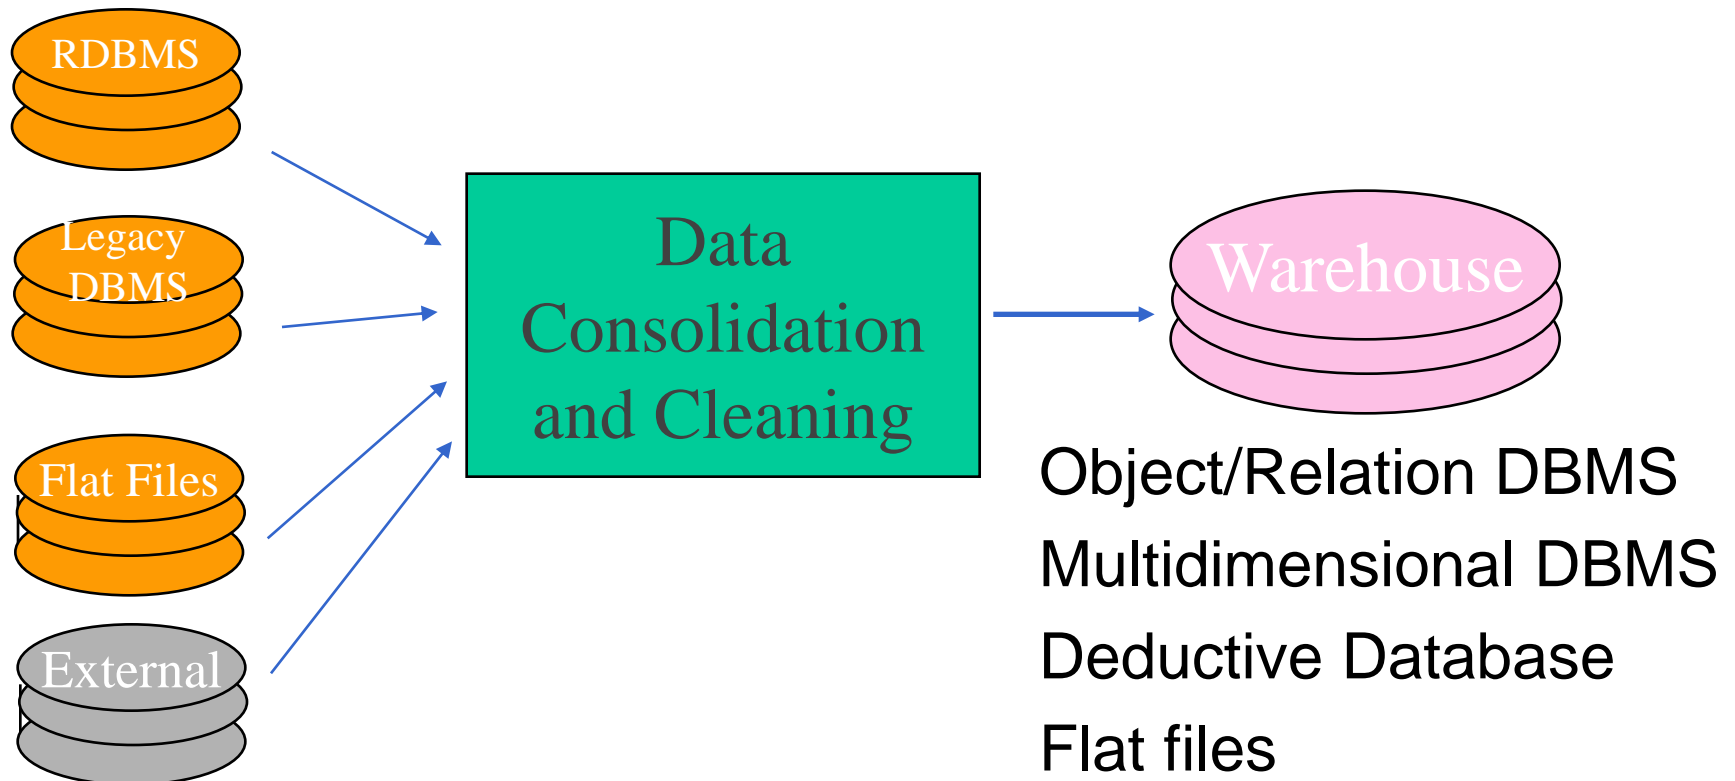 RDBMS
Legacy
DBMS
Flat Files
External
Data
Consolidation
and Cleaning
Warehouse
Object/Relation DBMS
Multidimensional DBMS
Deductive Database
Flat files